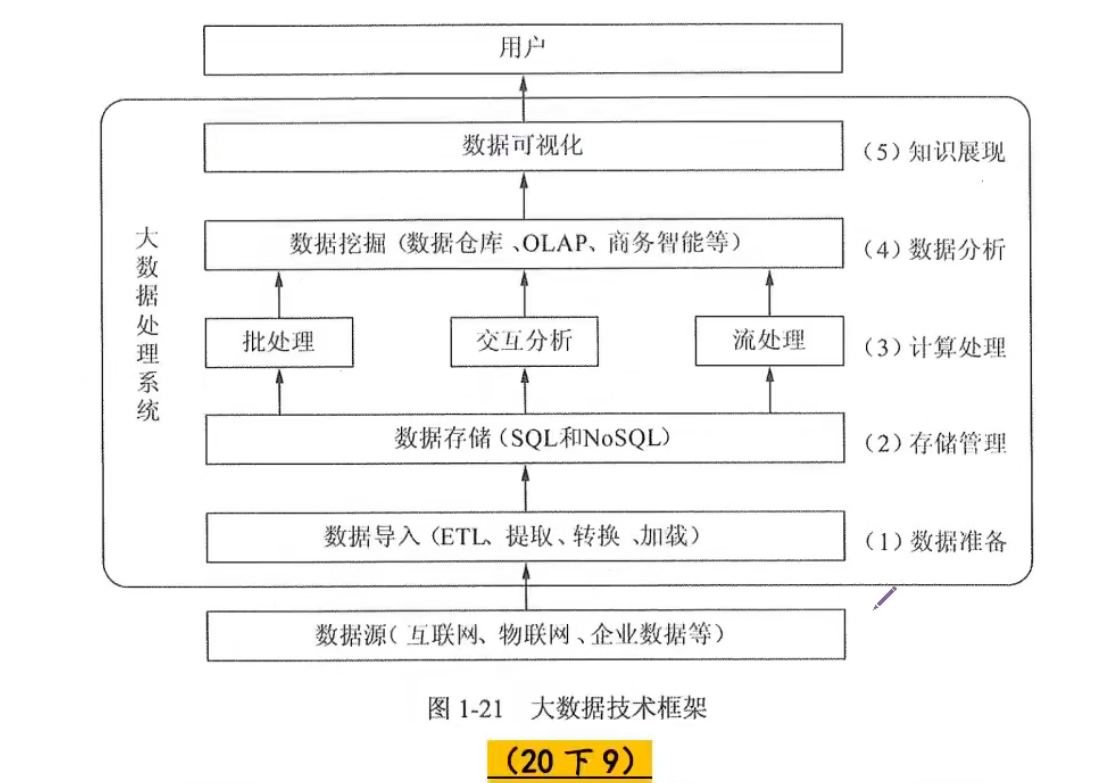 用户
数据可视化
(5)知识展现
数据挖掘(数据仓库、OLAP、商务智能等)
(4)数据分析
大数据处理系统
批处理
交互分析
流处理
(3)计算处理
数据存储(SQL和NoSQL)
(2)存储管理
数据导入(ETL、提取、转换、加载)
(1)数据准备
数据源(互联网、物联网、企业数据等)
图 1-21 大数据技术框架
(20 下 9)